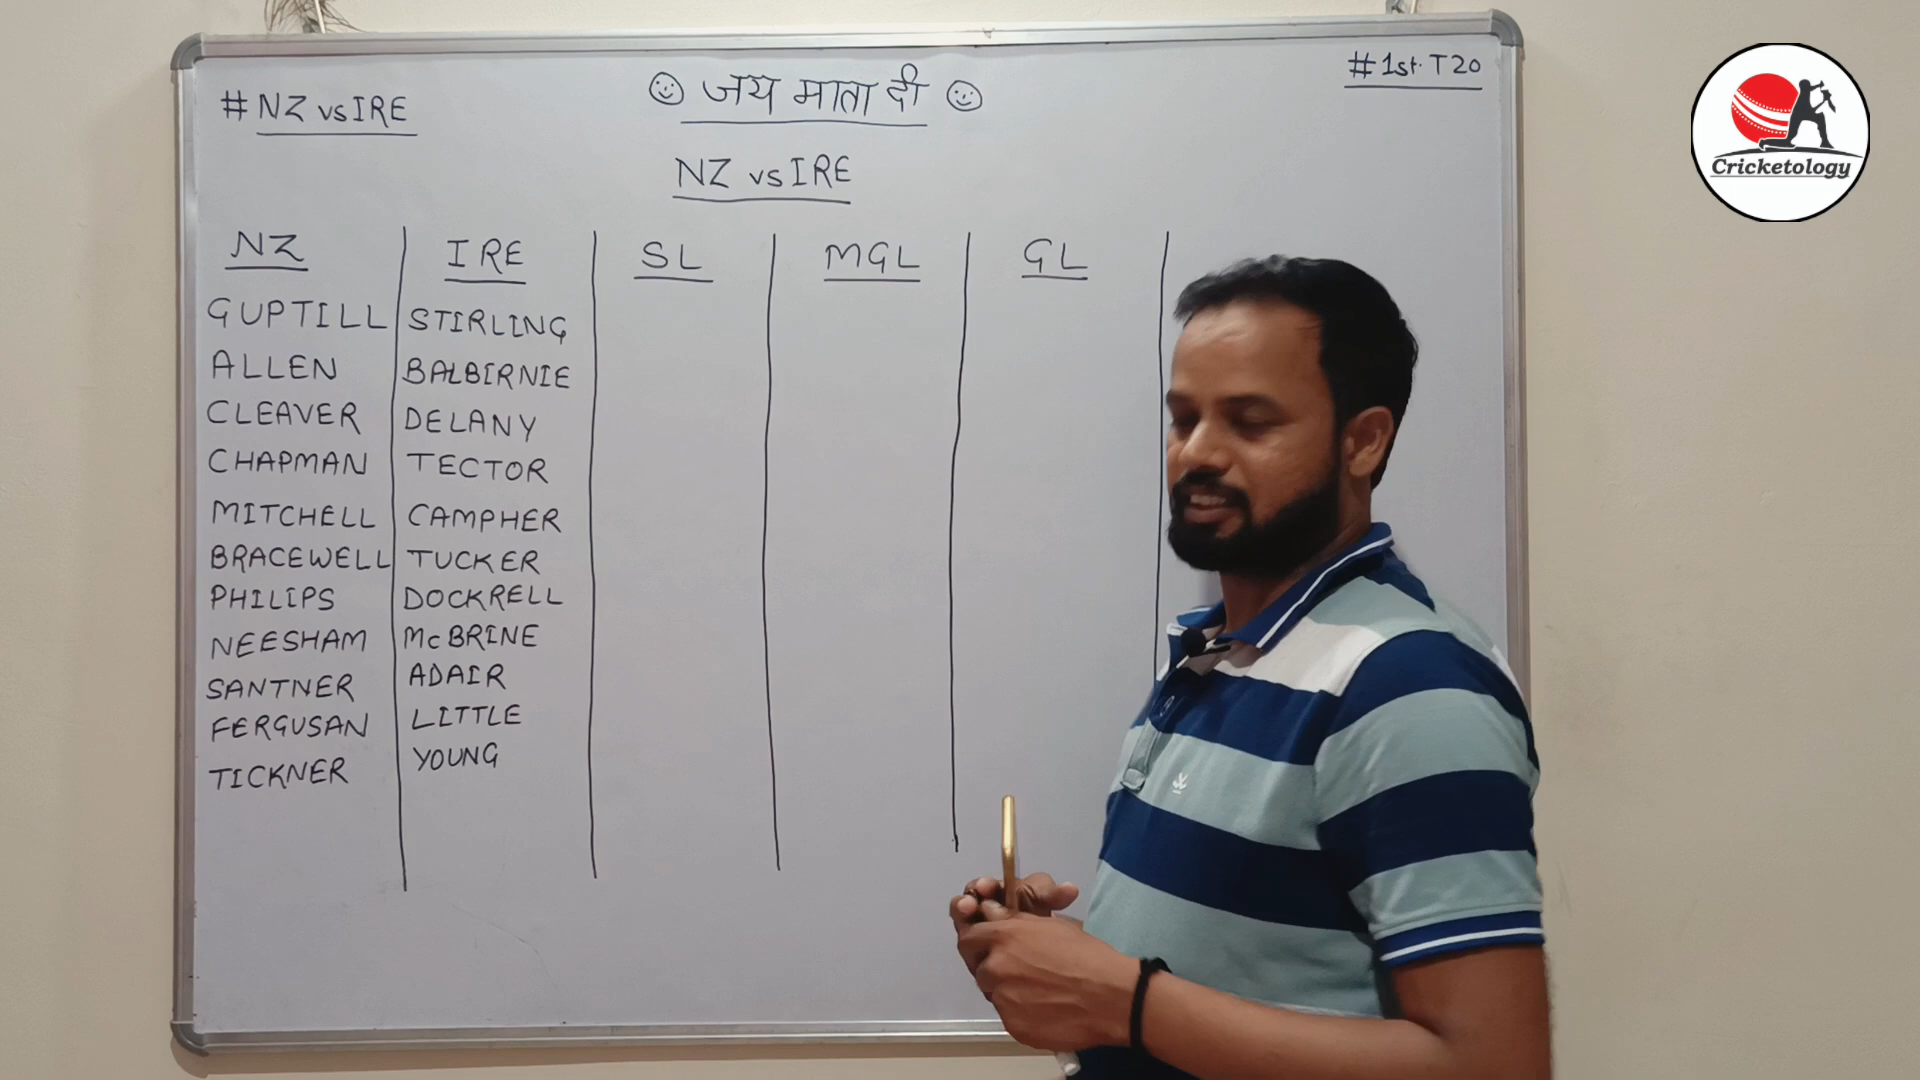 # NZ vs IRE
☺ जय माता दी ☺
#1st. T20
Cricketology
NZ vs IRE
NZ
GUPTILL
ALLEN
CLEAVER
CHAPMAN
MITCHELL
BRACEWELL
PHILIPS
NEESHAM
SANTNER
FERGUSAN
TICKNER
IRE
STIRLING
BALBIRNIE
DELANY
TECTOR
CAMPHER
TUCKER
DOCKRELL
McBRINE
ADAIR
LITTLE
YOUNG
SL
MGL
GL